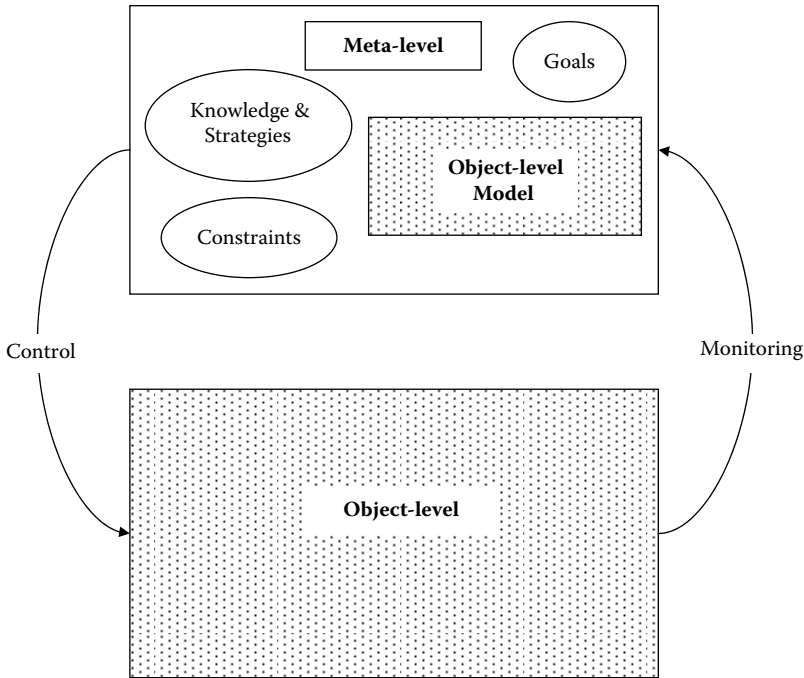 Meta-level
Goals
Knowledge &
Strategies
Object-level
Model
Constraints
Control
Monitoring
Object-level